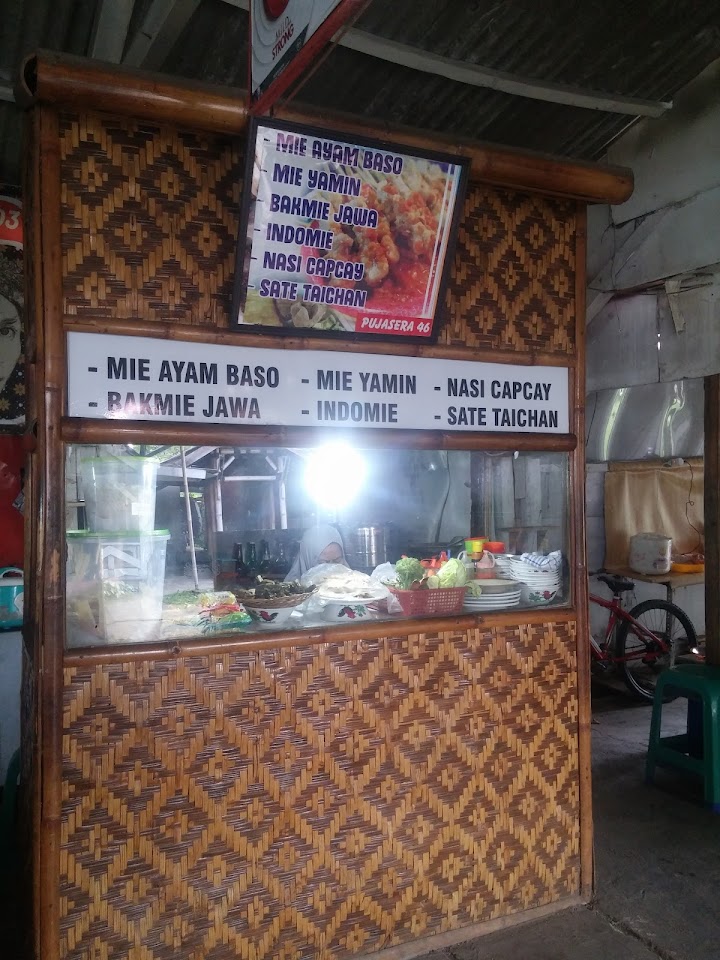 MILO
STRONG
- MIE AYAM BASO
- MIE YAMIN
- BAKMIE JAWA
- INDOMIE
- NASI CAPCAY
- SATE TAICHAN
PUJASERA 46
- MIE AYAM BASO
- BAKMIE JAWA
- MIE YAMIN
- INDOMIE
- NASI CAPCAY
- SATE TAICHAN